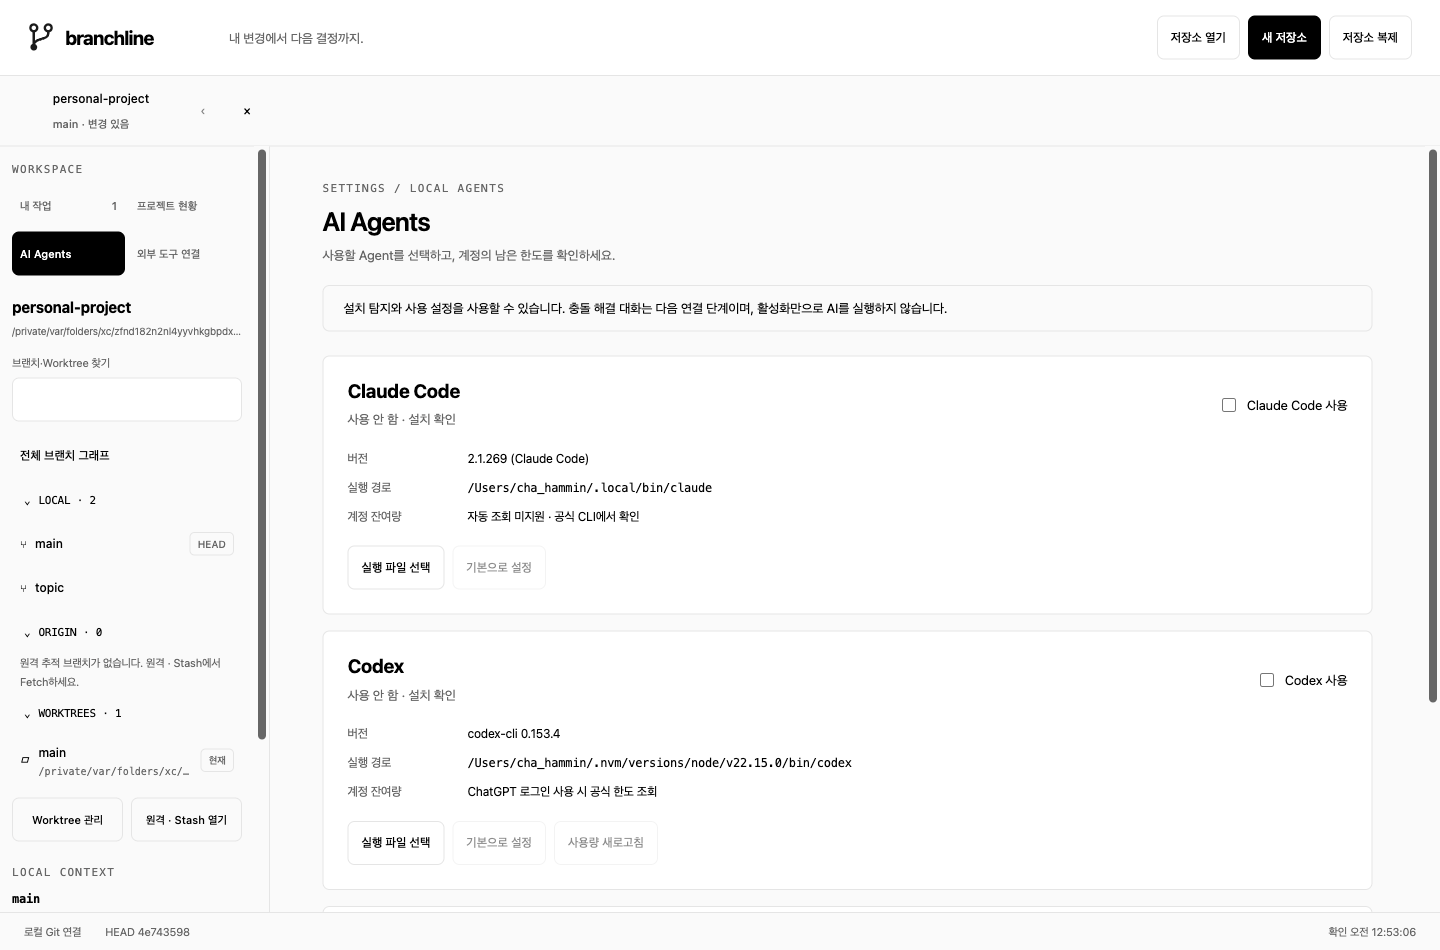 branchline
내 변경에서 다음 결정까지.
저장소 열기
새 저장소
저장소 복제
personal-project
main · 변경 있음
WORKSPACE
내 작업 1
프로젝트 현황
AI Agents
외부 도구 연결
personal-project
/private/var/folders/xc/zfnd182n2nl4yyvhkgbpdx...
브랜치·Worktree 찾기
전체 브랜치 그래프
LOCAL · 2
main HEAD
topic
ORIGIN · 0
원격 추적 브랜치가 없습니다. 원격 · Stash에서
Fetch하세요.
WORKTREES · 1
main
/private/var/folders/xc/…
현재
Worktree 관리
원격 · Stash 열기
LOCAL CONTEXT
main
SETTINGS / LOCAL AGENTS
AI Agents
사용할 Agent를 선택하고, 계정의 남은 한도를 확인하세요.
설치 탐지와 사용 설정을 사용할 수 있습니다. 충돌 해결 대화는 다음 연결 단계이며, 활성화만으로 AI를 실행하지 않습니다.
Claude Code
사용 안 함 · 설치 확인
Claude Code 사용
버전 2.1.269 (Claude Code)
실행 경로 /Users/cha_hammin/.local/bin/claude
계정 잔여량 자동 조회 미지원 · 공식 CLI에서 확인
실행 파일 선택
기본으로 설정
Codex
사용 안 함 · 설치 확인
Codex 사용
버전 codex-cli 0.153.4
실행 경로 /Users/cha_hammin/.nvm/versions/node/v22.15.0/bin/codex
계정 잔여량 ChatGPT 로그인 사용 시 공식 한도 조회
실행 파일 선택
기본으로 설정
사용량 새로고침
로컬 Git 연결
HEAD 4e743598
확인 오전 12:53:06